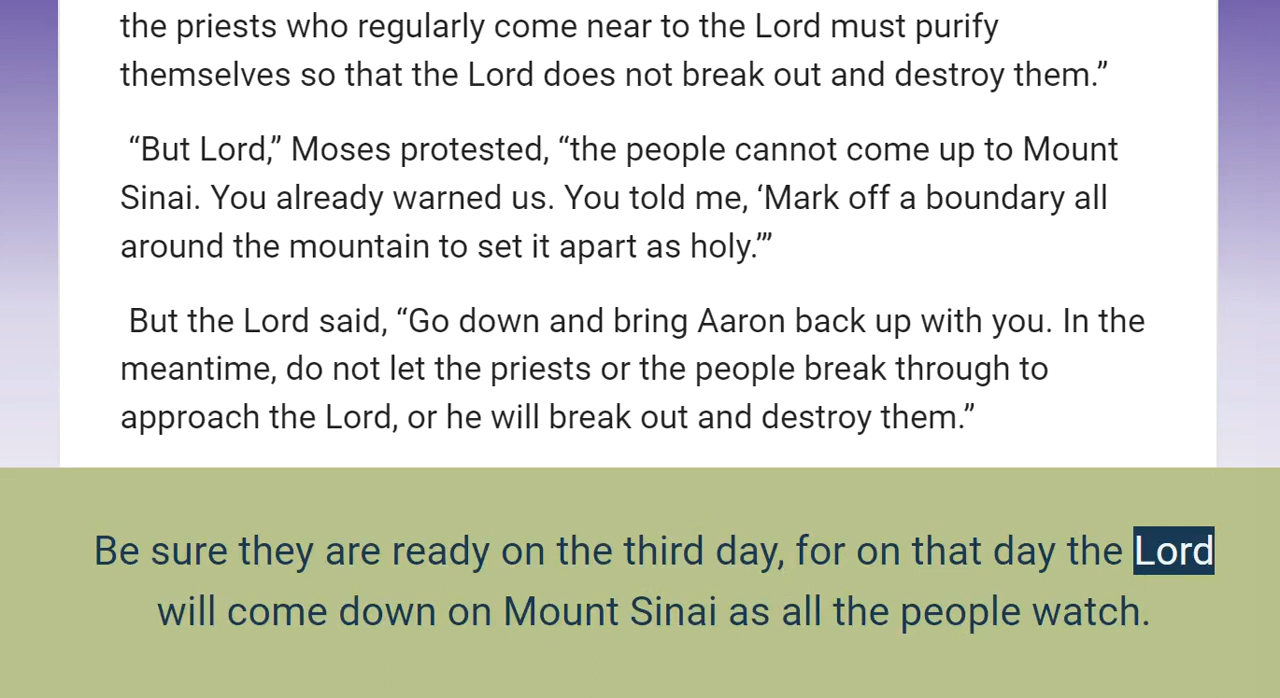 the priests who regularly come near to the Lord must purify
themselves so that the Lord does not break out and destroy them.”
“But Lord,” Moses protested, “the people cannot come up to Mount
Sinai. You already warned us. You told me, ‘Mark off a boundary all
around the mountain to set it apart as holy.’”
But the Lord said, “Go down and bring Aaron back up with you. In the
meantime, do not let the priests or the people break through to
approach the Lord, or he will break out and destroy them.”
Be sure they are ready on the third day, for on that day the Lord
will come down on Mount Sinai as all the people watch.